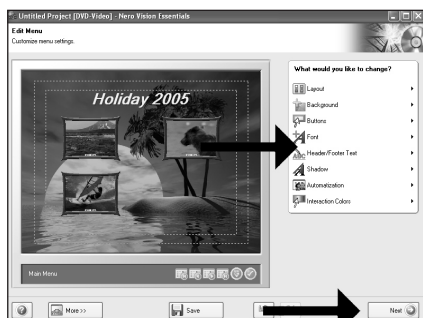 Untitled Project [DVD-Video] - Nero Vision Essentials
Edit Menu
Customize menu settings.
Holiday 2005
Main Menu
What would you like to change?
Layout
Background
Buttons
Font
Header/Footer Text
Shadow
Automatization
Interaction Colors
More >>
Save
Next